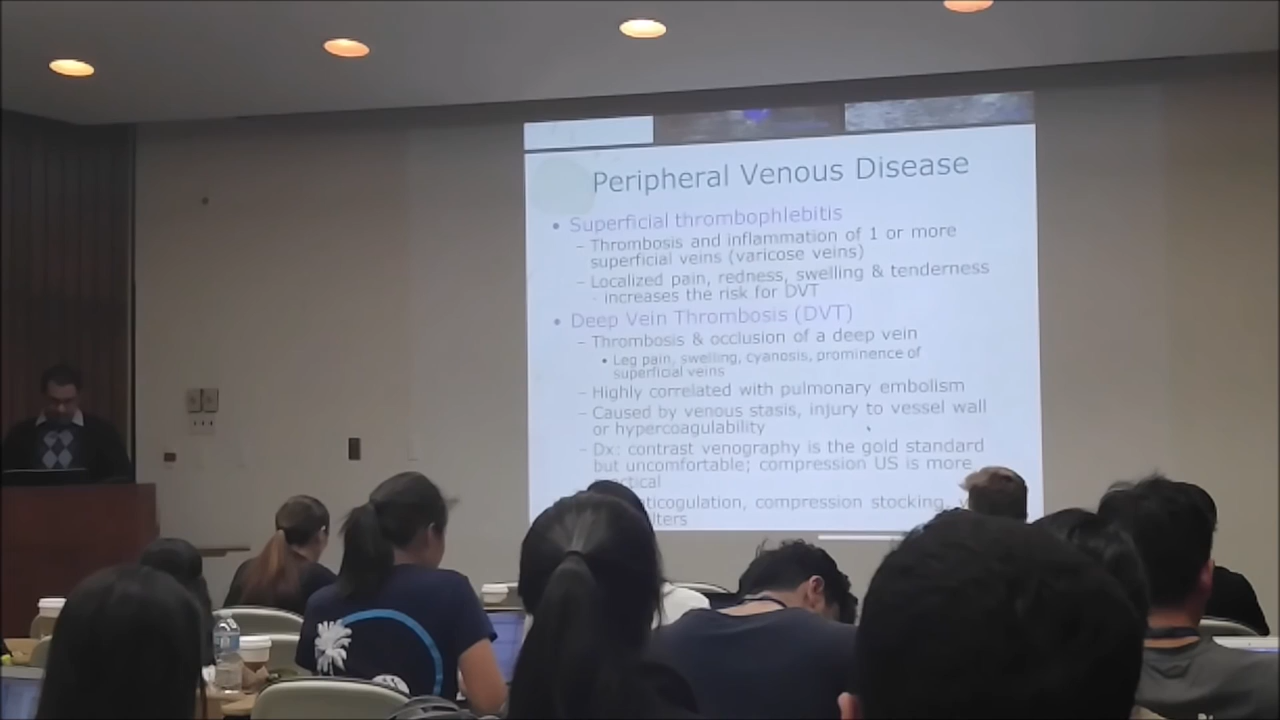 Peripheral Venous Disease
• Superficial thrombophlebitis
– Thrombosis and inflammation of 1 or more
superficial veins (varicose veins)
– Localized pain, redness, swelling & tenderness
· increases the risk for DVT
• Deep Vein Thrombosis (DVT)
– Thrombosis & occlusion of a deep vein
• Leg pain, swelling, cyanosis, prominence of
superficial veins
– Highly correlated with pulmonary embolism
– Caused by venous stasis, injury to vessel wall
or hypercoagulability
– Dx: contrast venography is the gold standard
but uncomfortable; compression US is more
compression stocking,